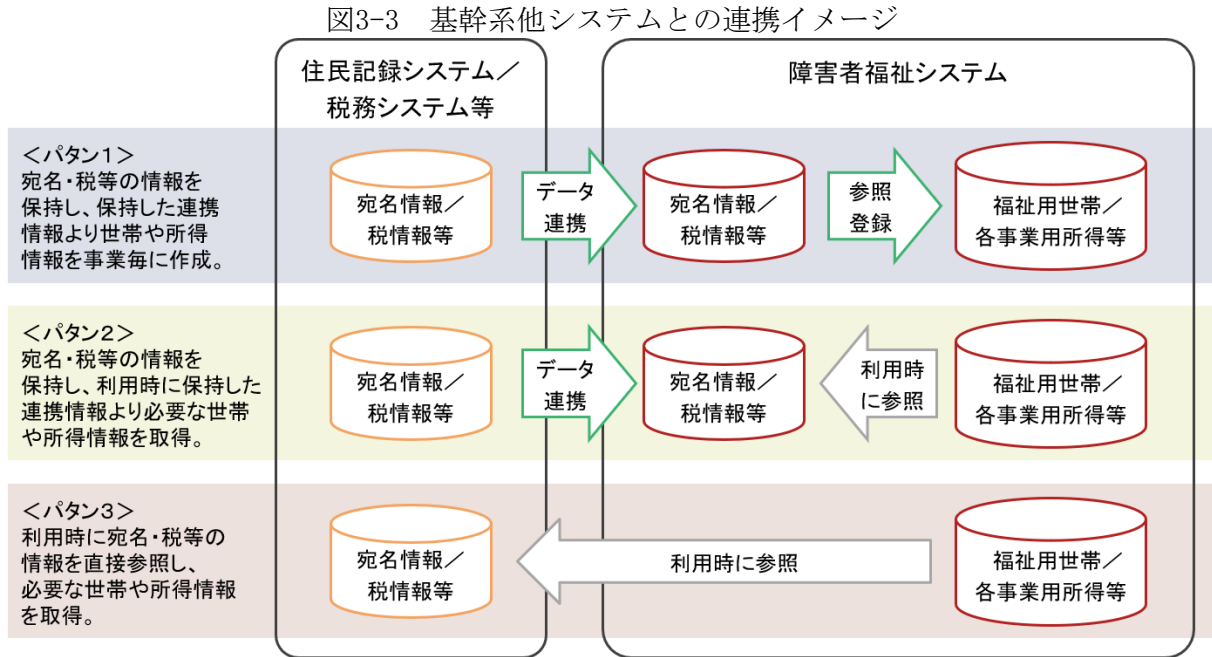 図3-3　基幹系他システムとの連携イメージ
住民記録システム／
税務システム等
障害者福祉システム
＜パタン1＞
宛名・税等の情報を
保持し、保持した連携
情報より世帯や所得
情報を事業毎に作成。
宛名情報／
税情報等
データ
連携
宛名情報／
税情報等
参照
登録
福祉用世帯／
各事業用所得等
＜パタン2＞
宛名・税等の情報を
保持し、利用時に保持した
連携情報より必要な世帯
や所得情報を取得。
宛名情報／
税情報等
データ
連携
宛名情報／
税情報等
利用時
に参照
福祉用世帯／
各事業用所得等
＜パタン3＞
利用時に宛名・税等の
情報を直接参照し、
必要な世帯や所得情報
を取得。
宛名情報／
税情報等
利用時に参照
福祉用世帯／
各事業用所得等